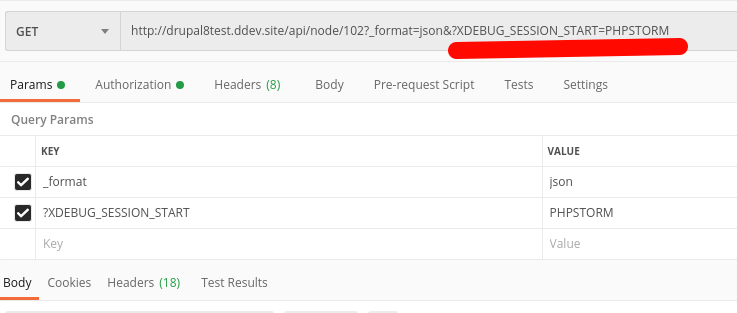 GET http://drupal8test.ddev.site/api/node/102?_format=json&?XDEBUG_SESSION_START=PHPSTORM
Params Authorization Headers (8) Body Pre-request Script Tests Settings
Query Params
KEY VALUE
_format json
?XDEBUG_SESSION_START PHPSTORM
Key Value
Body Cookies Headers (18) Test Results